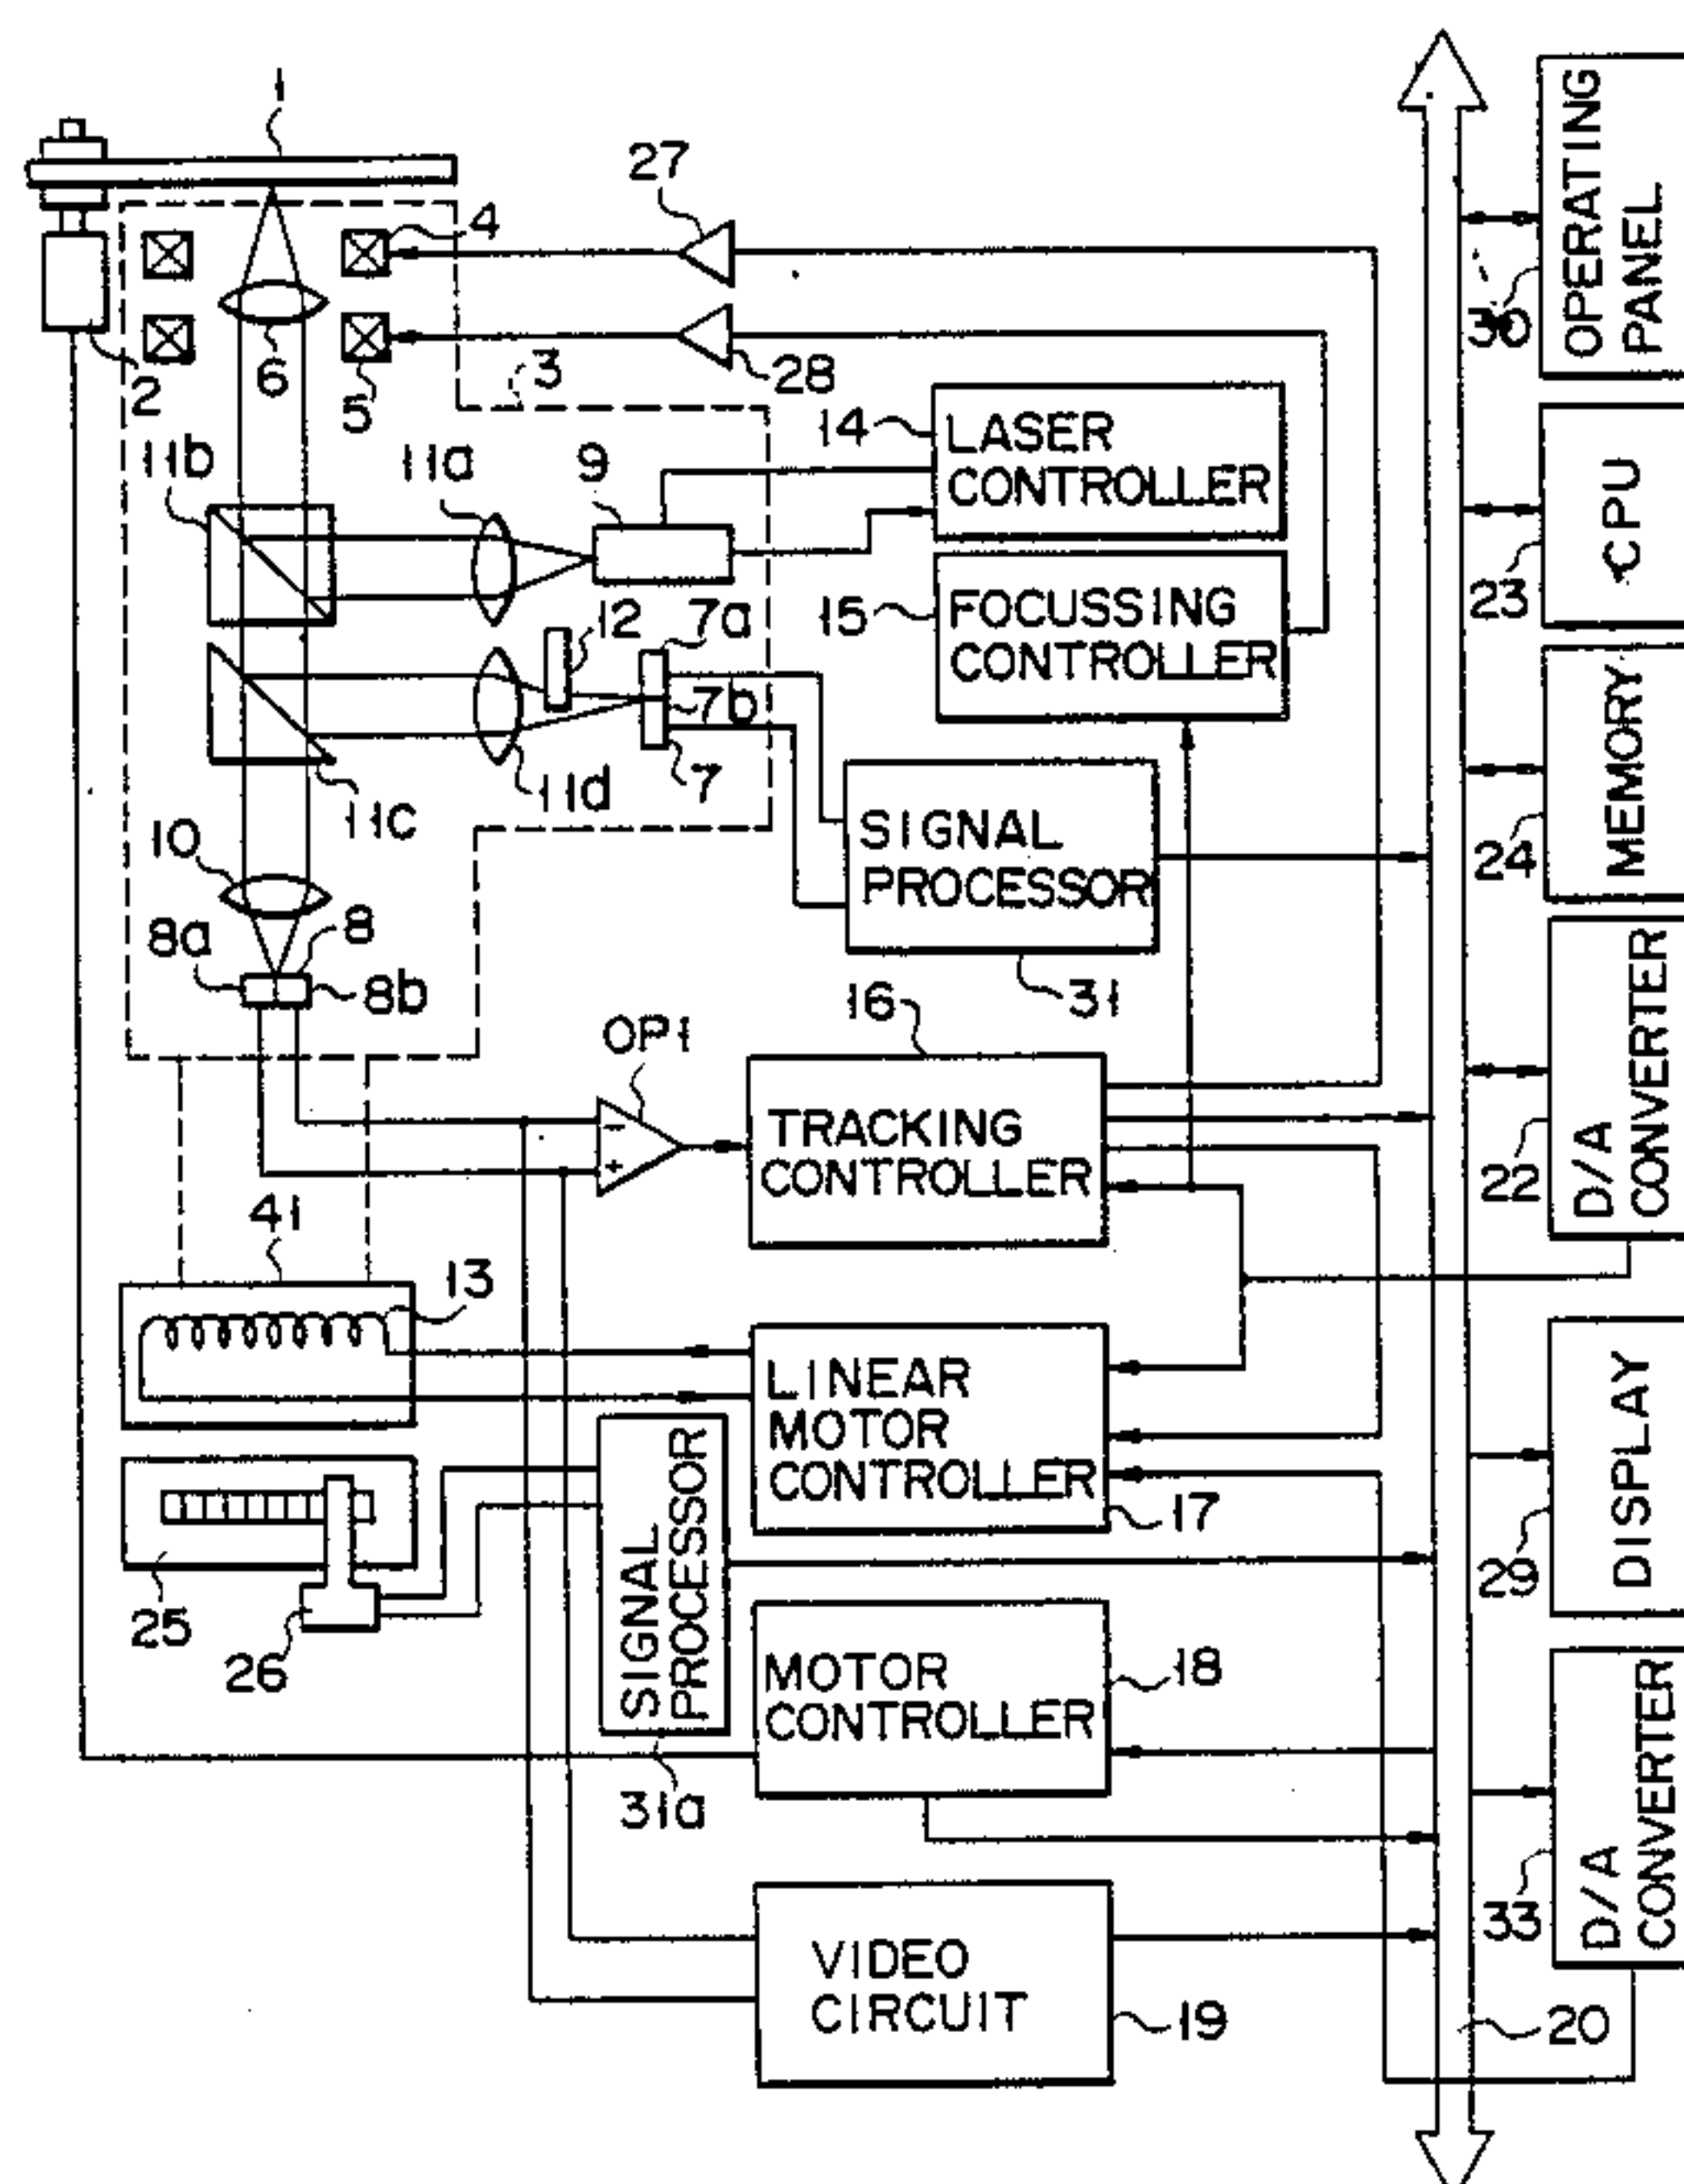 1
27
4
OPERATING
PANEL
30
2
6
5
3
28
14
LASER
CONTROLLER
11b
11a
9
CPU
23
12
7a
15
FOCUSSING
CONTROLLER
7b
7
11d
11c
MEMORY
24
10
SIGNAL
PROCESSOR
31
8a
8
8b
16
OP1
-
+
TRACKING
CONTROLLER
D/A
CONVERTER
22
41
13
LINEAR
MOTOR
CONTROLLER
17
DISPLAY
29
25
26
SIGNAL
PROCESSOR
31a
MOTOR
CONTROLLER
18
D/A
CONVERTER
33
VIDEO
CIRCUIT
19
20